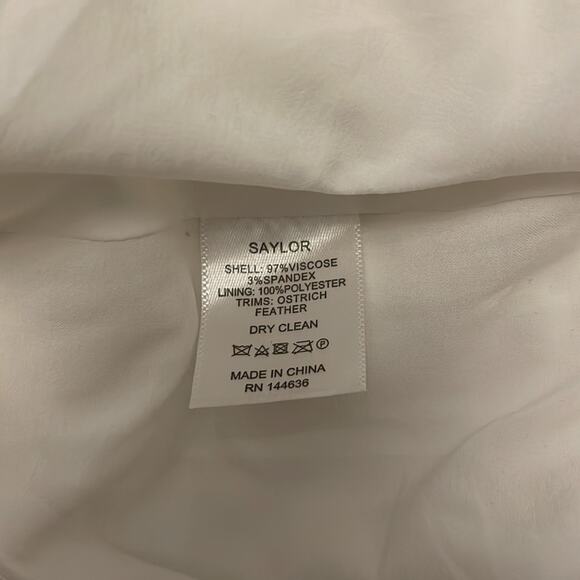 SAYLOR
SHELL: 97%VISCOSE
3%SPANDEX
LINING: 100%POLYESTER
TRIMS: OSTRICH
FEATHER
DRY CLEAN
P
MADE IN CHINA
RN 144636